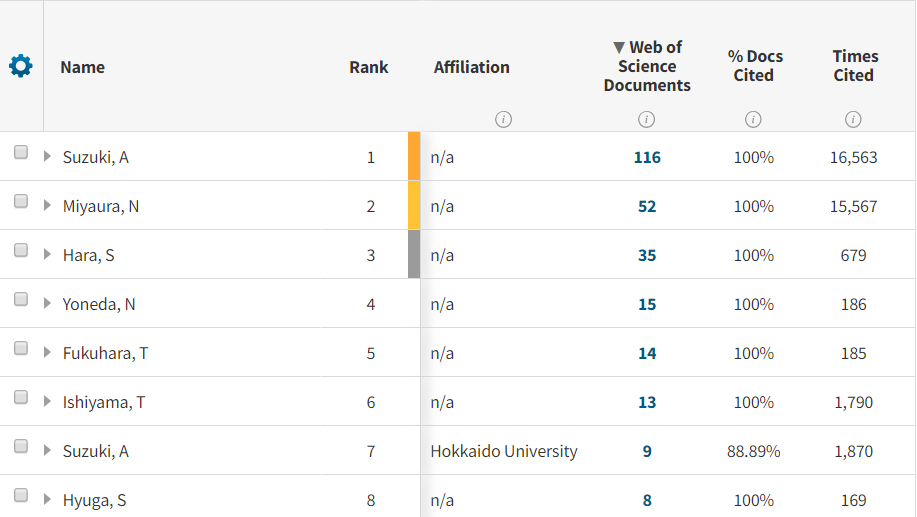 Name Rank Affiliation ▼ Web of Science Documents % Docs Cited Times Cited
i i i i
Suzuki, A 1 n/a 116 100% 16,563
Miyaura, N 2 n/a 52 100% 15,567
Hara, S 3 n/a 35 100% 679
Yoneda, N 4 n/a 15 100% 186
Fukuhara, T 5 n/a 14 100% 185
Ishiyama, T 6 n/a 13 100% 1,790
Suzuki, A 7 Hokkaido University 9 88.89% 1,870
Hyuga, S 8 n/a 8 100% 169